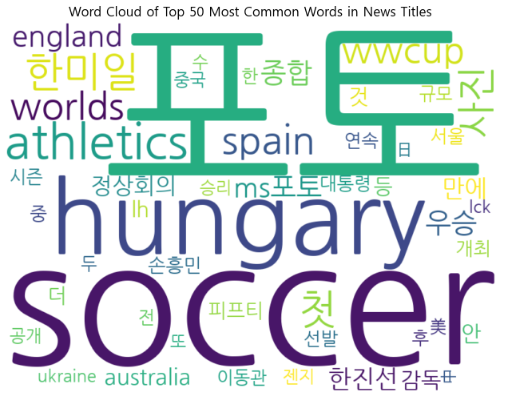 Word Cloud of Top 50 Most Common Words in News Titles
england
한미일
worlds
athletics
포토
수
중국
한
종합
spain
wwcup
것
규모
사진
연속
日
서울
시즌
정상회의
승리
ms포토
대통령
등
만에
중
lh
lck
hungary
우승
개최
두
손흥민
soccer
더
전
피프티
첫
후
美
공개
또
선발
안
ukraine
australia
이동관
젠지
한진선
감독